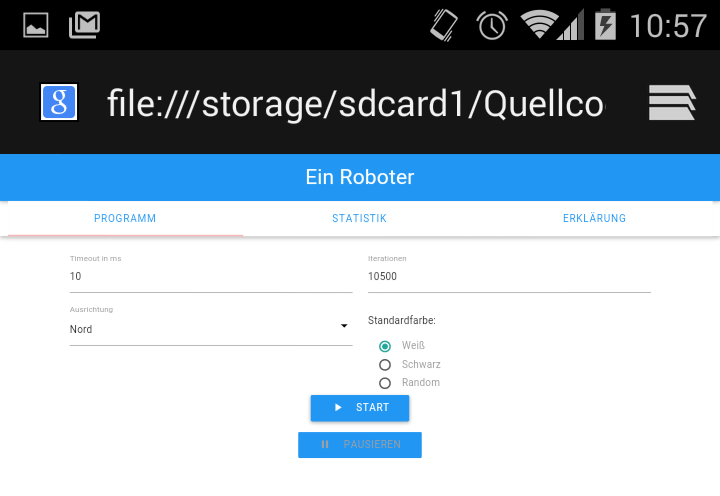 10:57
file:///storage/sdcard1/Quellco
Ein Roboter
PROGRAMM
STATISTIK
ERKLÄRUNG
Timeout in ms
Iterationen
10
10500
Ausrichtung
Nord
Standardfarbe:
Weiß
Schwarz
Random
START
PAUSIEREN